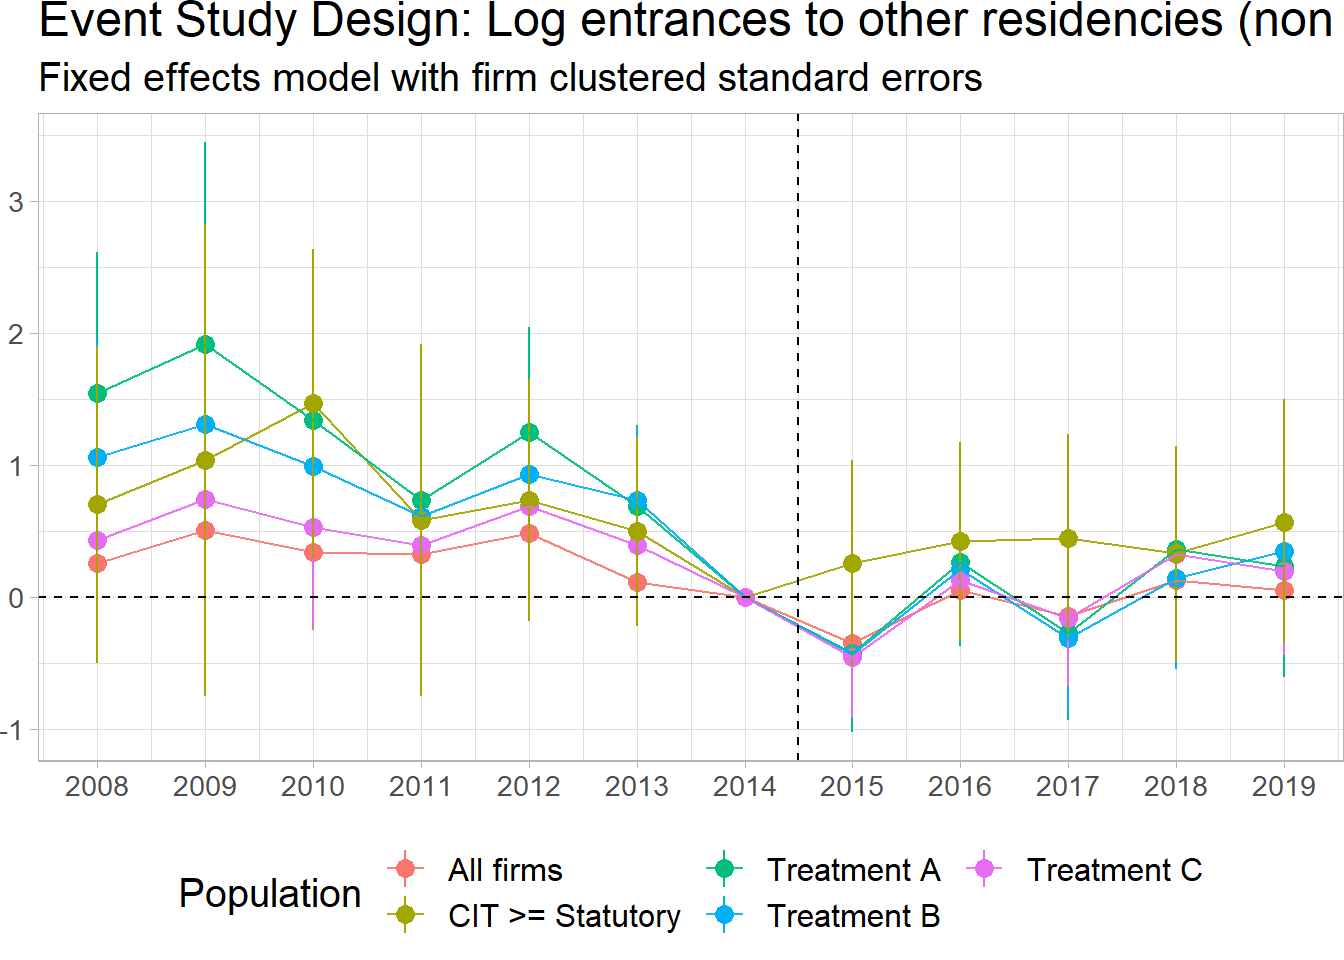 Event Study Design: Log entrances to other residencies (non
Fixed effects model with firm clustered standard errors
3
2
1
0
-1
2008 2009 2010 2011 2012 2013 2014 2015 2016 2017 2018 2019
Population
All firms Treatment A Treatment C
CIT >= Statutory Treatment B